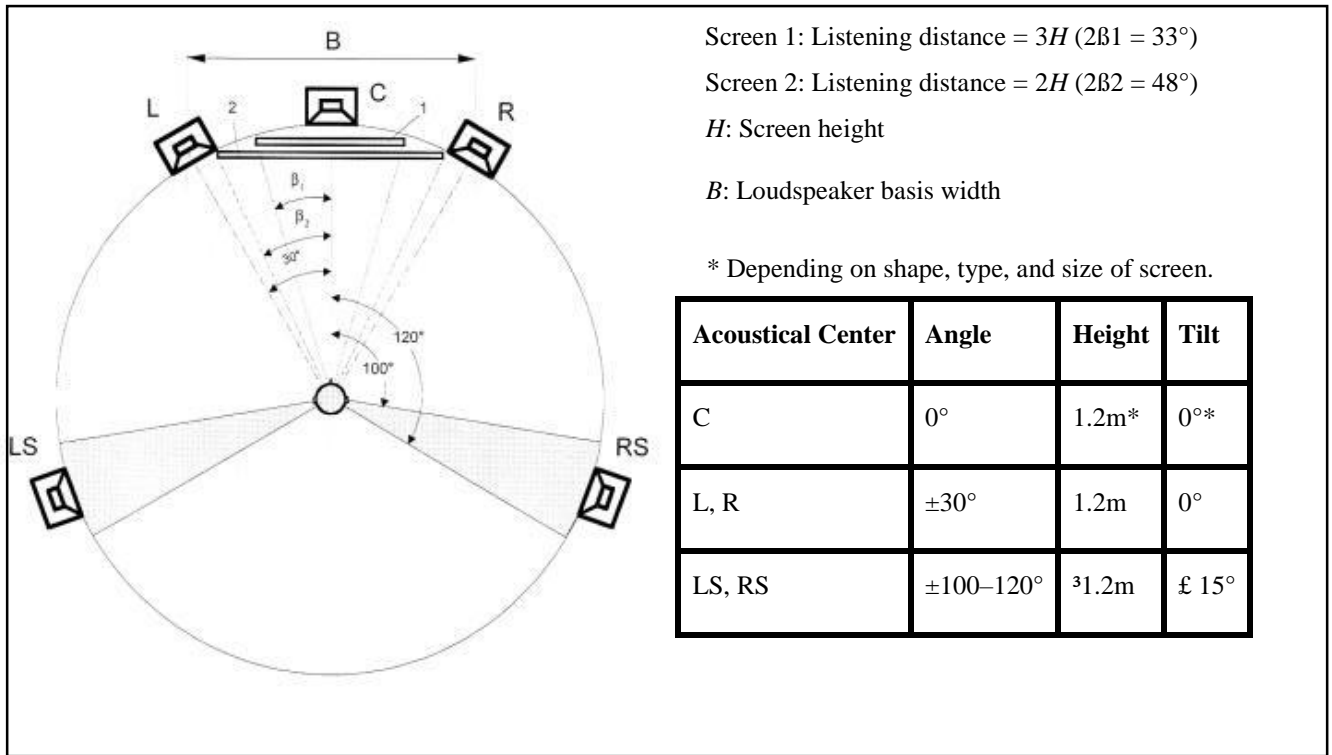 B
C
L
2
1
R
β1
β2
30°
120°
100°
LS
RS
Screen 1: Listening distance = 3H (2ß1 = 33°)
Screen 2: Listening distance = 2H (2ß2 = 48°)
H: Screen height
B: Loudspeaker basis width
* Depending on shape, type, and size of screen.
Acoustical Center Angle Height Tilt
C 0° 1.2m* 0°*
L, R ±30° 1.2m 0°
LS, RS ±100–120° ³1.2m £ 15°